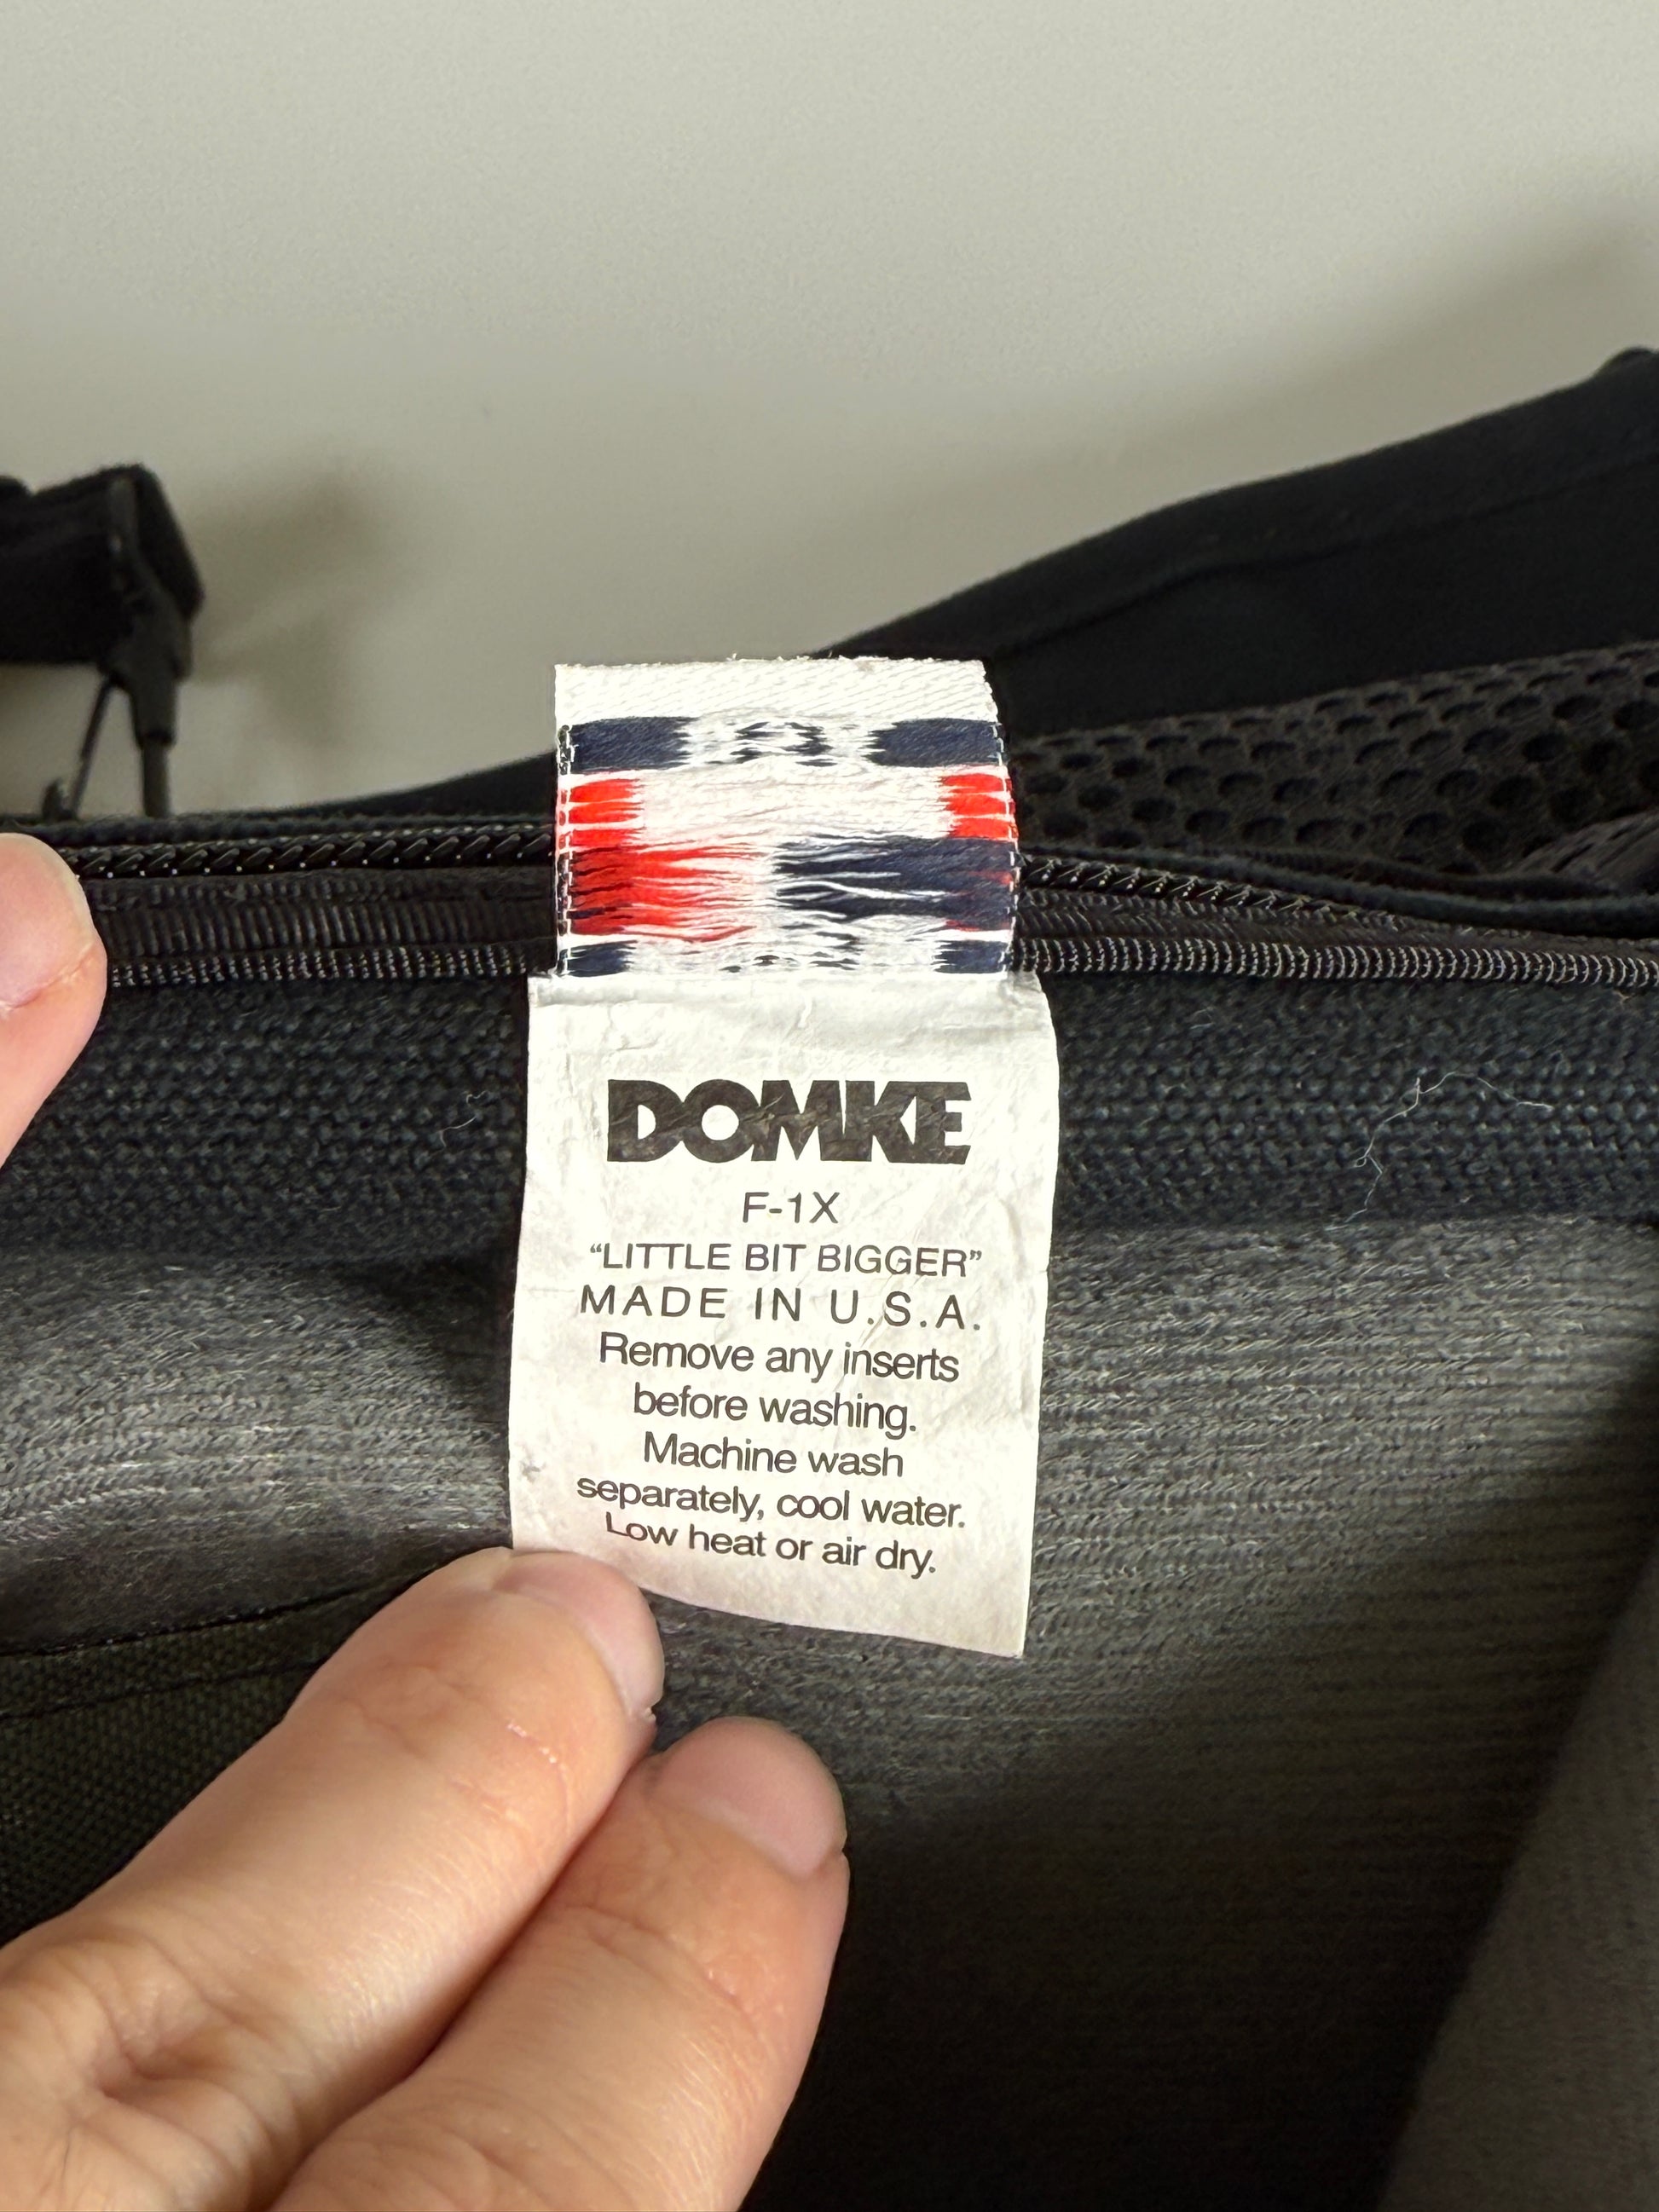 DOMKE
F-1X
“LITTLE BIT BIGGER”
MADE IN U.S.A.
Remove any inserts
before washing.
Machine wash
separately, cool water.
Low heat or air dry.